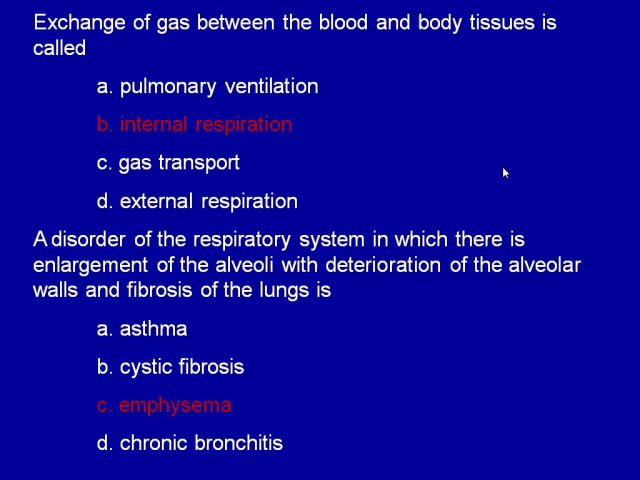 Exchange of gas between the blood and body tissues is
called
a. pulmonary ventilation
b. internal respiration
c. gas transport
d. external respiration
A disorder of the respiratory system in which there is
enlargement of the alveoli with deterioration of the alveolar
walls and fibrosis of the lungs is
a. asthma
b. cystic fibrosis
c. emphysema
d. chronic bronchitis